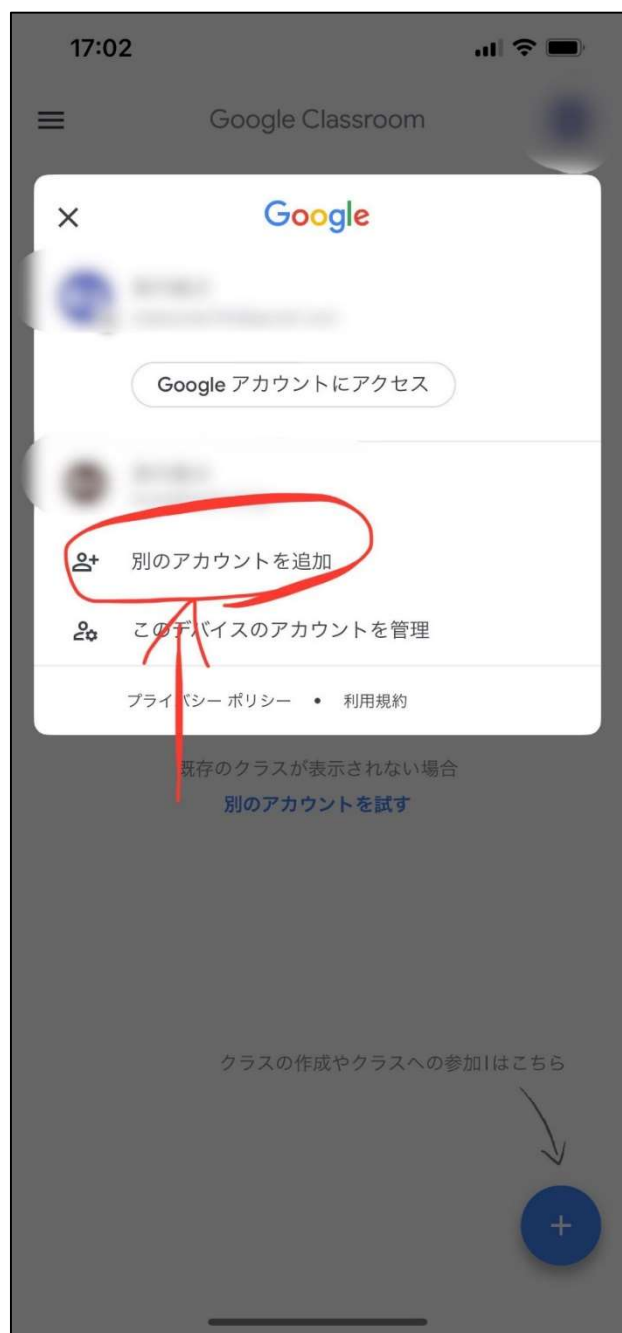 17:02
Google Classroom
Google
Google アカウントにアクセス
別のアカウントを追加
このデバイスのアカウントを管理
プライバシー ポリシー • 利用規約
既存のクラスが表示されない場合
別のアカウントを試す
クラスの作成やクラスへの参加はこちら